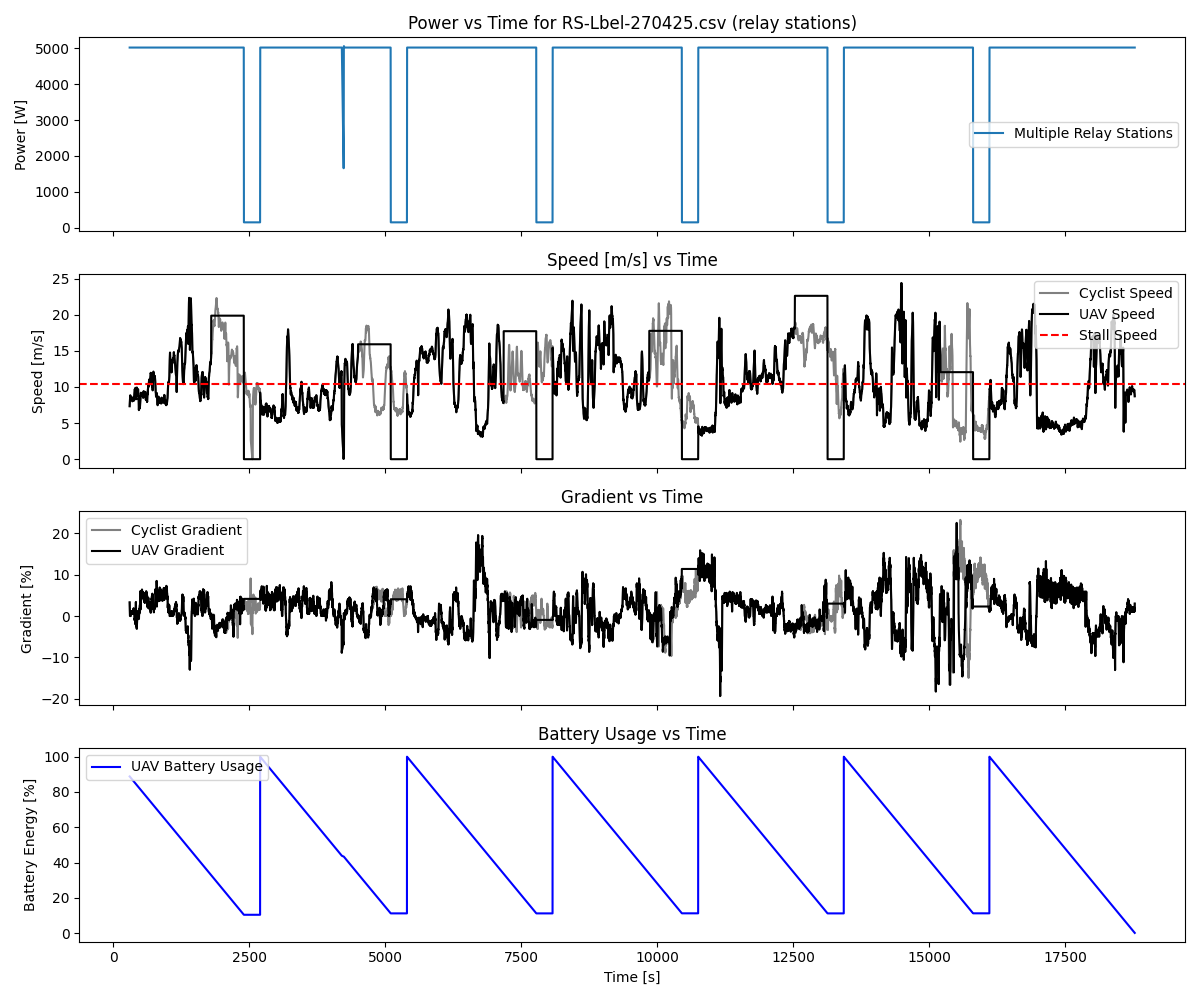 Power vs Time for RS-Lbel-270425.csv (relay stations)
5000
4000
3000
2000
1000
0
Power [W]
Multiple Relay Stations
Speed [m/s] vs Time
25
20
15
10
5
0
Speed [m/s]
Cyclist Speed
UAV Speed
Stall Speed
Gradient vs Time
20
10
0
−10
−20
Gradient [%]
Cyclist Gradient
UAV Gradient
Battery Usage vs Time
100
80
60
40
20
0
Battery Energy [%]
UAV Battery Usage
0 2500 5000 7500 10000 12500 15000 17500
Time [s]